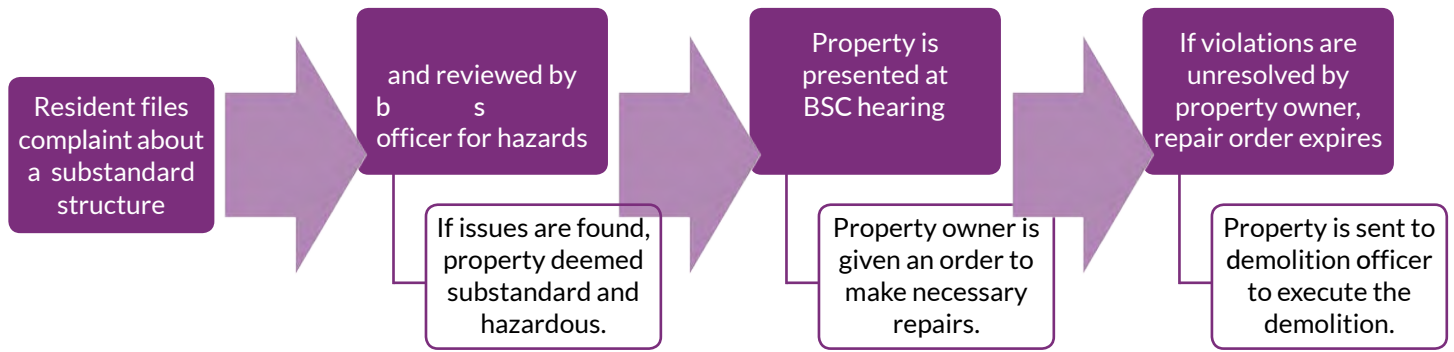 Resident files
complaint about
a substandard
structure
and reviewed by
b s
officer for hazards
If issues are found,
property deemed
substandard and
hazardous.
Property is
presented at
BSC hearing
Property owner is
given an order to
make necessary
repairs.
If violations are
unresolved by
property owner,
repair order expires
Property is sent to
demolition officer
to execute the
demolition.